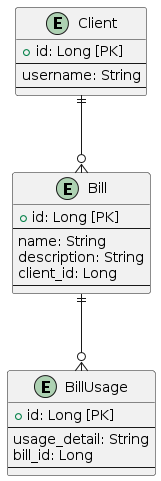 E Client
id: Long [PK]
username: String
E Bill
id: Long [PK]
name: String
description: String
client_id: Long
E BillUsage
id: Long [PK]
usage_detail: String
bill_id: Long